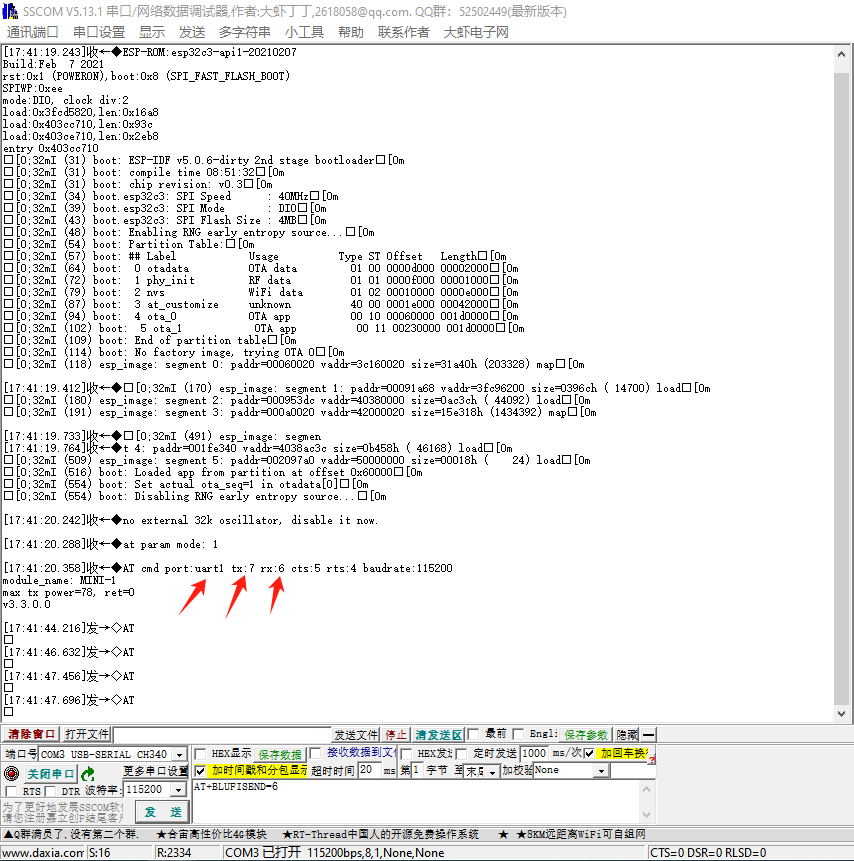 SSCOM V5.13.1 串口/网络数据调试器,作者:大虾丁丁,2618058@qq.com. QQ群: 52502449(最新版本)
通讯端口 串口设置 显示 发送 多字符串 小工具 帮助 联系作者 大虾电子网
[17:41:19.243]收←◆ESP-ROM:esp32c3-api1-20210207
Build:Feb  7 2021
rst:0x1 (POWERON),boot:0x8 (SPI_FAST_FLASH_BOOT)
SPIWP:0xee
mode:DIO, clock div:2
load:0x3fcd5820,len:0x16a8
load:0x403cc710,len:0x93c
load:0x403ce710,len:0x2eb8
entry 0x403cc710
□[0;32mI (31) boot: ESP-IDF v5.0.6-dirty 2nd stage bootloader□[0m
□[0;32mI (31) boot: compile time 08:51:32□[0m
□[0;32mI (31) boot: chip revision: v0.3□[0m
□[0;32mI (34) boot.esp32c3: SPI Speed      : 40MHz□[0m
□[0;32mI (39) boot.esp32c3: SPI Mode       : DIO□[0m
□[0;32mI (43) boot.esp32c3: SPI Flash Size : 4MB□[0m
□[0;32mI (48) boot: Enabling RNG early entropy source...□[0m
□[0;32mI (54) boot: Partition Table:□[0m
□[0;32mI (57) boot: ## Label            Usage          Type ST Offset   Length□[0m
□[0;32mI (64) boot:  0 otadata          OTA data         01 00 0000d000 00002000□[0m
□[0;32mI (72) boot:  1 phy_init         RF data          01 01 0000f000 00001000□[0m
□[0;32mI (79) boot:  2 nvs              WiFi data        01 02 00010000 0000e000□[0m
□[0;32mI (87) boot:  3 at_customize     unknown          40 00 0001e000 00042000□[0m
□[0;32mI (94) boot:  4 ota_0            OTA app          00 10 00060000 001d0000□[0m
□[0;32mI (102) boot:  5 ota_1            OTA app          00 11 00230000 001d0000□[0m
□[0;32mI (109) boot: End of partition table□[0m
□[0;32mI (114) boot: No factory image, trying OTA 0□[0m
□[0;32mI (118) esp_image: segment 0: paddr=00060020 vaddr=3c160020 size=31a40h (203328) map□[0m
[17:41:19.412]收←◆□[0;32mI (170) esp_image: segment 1: paddr=00091a68 vaddr=3fc96200 size=0396ch ( 14700) load□[0m
□[0;32mI (180) esp_image: segment 2: paddr=000953dc vaddr=40380000 size=0ac3ch ( 44092) load□[0m
□[0;32mI (191) esp_image: segment 3: paddr=000a0020 vaddr=42000020 size=15e318h (1434392) map□[0m
[17:41:19.733]收←◆□[0;32mI (491) esp_image: segmen
[17:41:19.764]收←◆t 4: paddr=001fe340 vaddr=4038ac3c size=0b458h ( 46168) load□[0m
□[0;32mI (509) esp_image: segment 5: paddr=002097a0 vaddr=50000000 size=00018h (    24) load□[0m
□[0;32mI (516) boot: Loaded app from partition at offset 0x60000□[0m
□[0;32mI (554) boot: Set actual ota_seq=1 in otadata[0]□[0m
□[0;32mI (554) boot: Disabling RNG early entropy source...□[0m
[17:41:20.242]收←◆no external 32k oscillator, disable it now.
[17:41:20.288]收←◆at param mode: 1
[17:41:20.358]收←◆AT cmd port:uart1 tx:7 rx:6 cts:5 rts:4 baudrate:115200
module_name: MINI-1
max tx power=78, ret=0
v3.3.0.0
[17:41:44.216]发→◇AT
□
[17:41:46.632]发→◇AT
□
[17:41:47.456]发→◇AT
□
[17:41:47.696]发→◇AT
□
清除窗口 打开文件 发送文件 停止 清发送区 最前 Engli 保存参数 隐藏
端口号 COM3 USB-SERIAL CH340 HEX显示 保存数据 接收数据到文 HEX发送 定时发送 1000 ms/次 加回车换行
关闭串口 更多串口设置 加时间戳和分包显示 超时时间 20 ms 第1 字节 至 末尾 加校验 None
RTS DTR 波特率: 115200 AT+BLUFISEND=6
为了更好地发展SSCOM软件
请您注册嘉立创F结尾客户
发 送
▲Q群满员了,没有第二个群. ★合宙高性价比4G模块 ★RT-Thread中国人的开源免费操作系统 ★ ★8KM远距离WiFi可自组网
www.daxia.com S:16 R:2334 COM3 已打开 115200bps,8,1,None,None CTS=0 DSR=0 RLSD=0